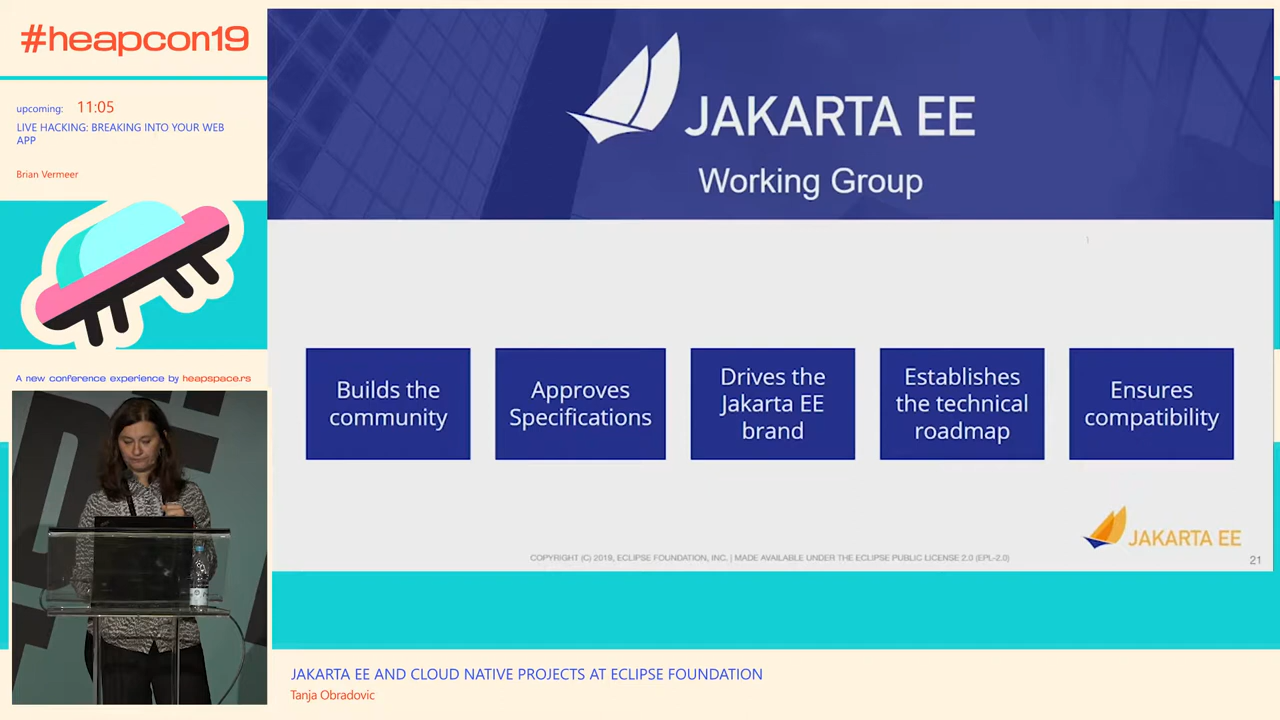 #heapcon19
upcoming: 11:05
LIVE HACKING: BREAKING INTO YOUR WEB
APP
Brian Vermeer
A new conference experience by heapspace.rs
JAKARTA EE
Working Group
Builds the
community
Approves
Specifications
Drives the
Jakarta EE
brand
Establishes
the technical
roadmap
Ensures
compatibility
JAKARTA EE
COPYRIGHT (C) 2019, ECLIPSE FOUNDATION, INC. | MADE AVAILABLE UNDER THE ECLIPSE PUBLIC LICENSE 2.0 (EPL-2.0)
21
JAKARTA EE AND CLOUD NATIVE PROJECTS AT ECLIPSE FOUNDATION
Tanja Obradovic